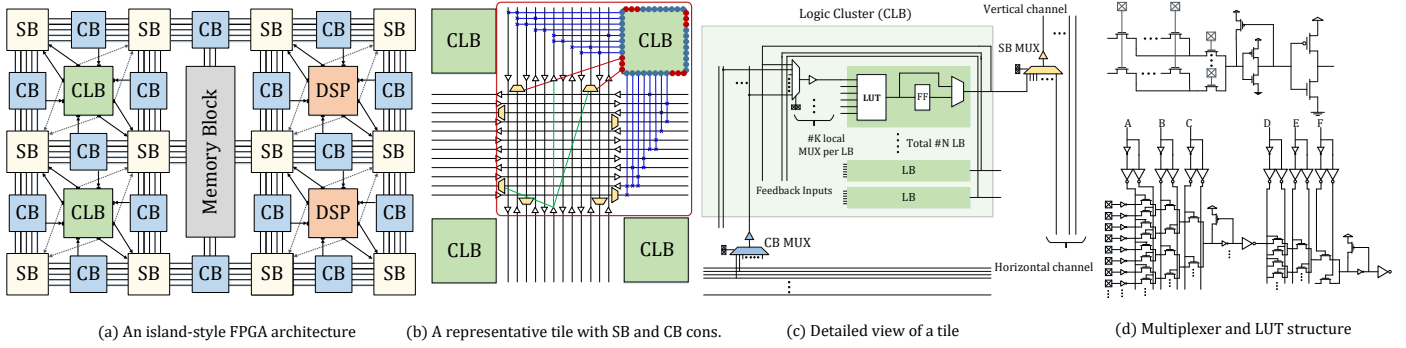 SB CB SB CB SB CB SB
CB CLB CB DSP CB
SB CB SB SB CB SB
Memory Block
CB CLB CB CB DSP CB
SB CB SB CB SB CB SB
(a) An island-style FPGA architecture
CLB CLB
CLB CLB
(b) A representative tile with SB and CB cons.
Logic Cluster (CLB)
Vertical channel
SB MUX
LUT
FF
#K local
MUX per LB
Total #N LB
LB
LB
Feedback Inputs
CB MUX
Horizontal channel
(c) Detailed view of a tile
A B C D E F
(d) Multiplexer and LUT structure